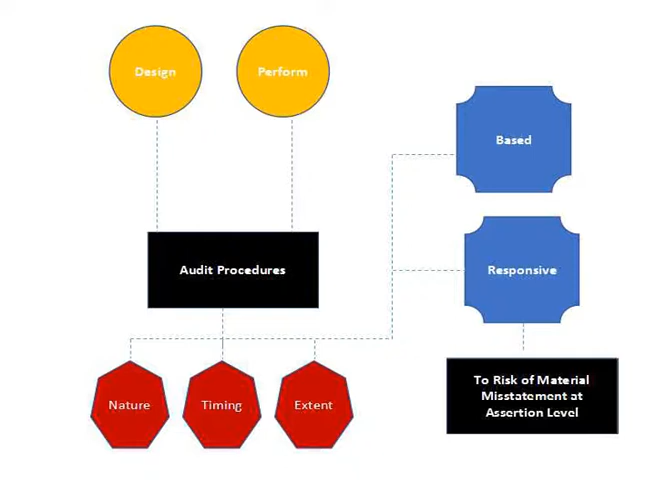 Design
Perform
Based
Audit Procedures
Responsive
Nature
Timing
Extent
To Risk of Material
Misstatement at
Assertion Level